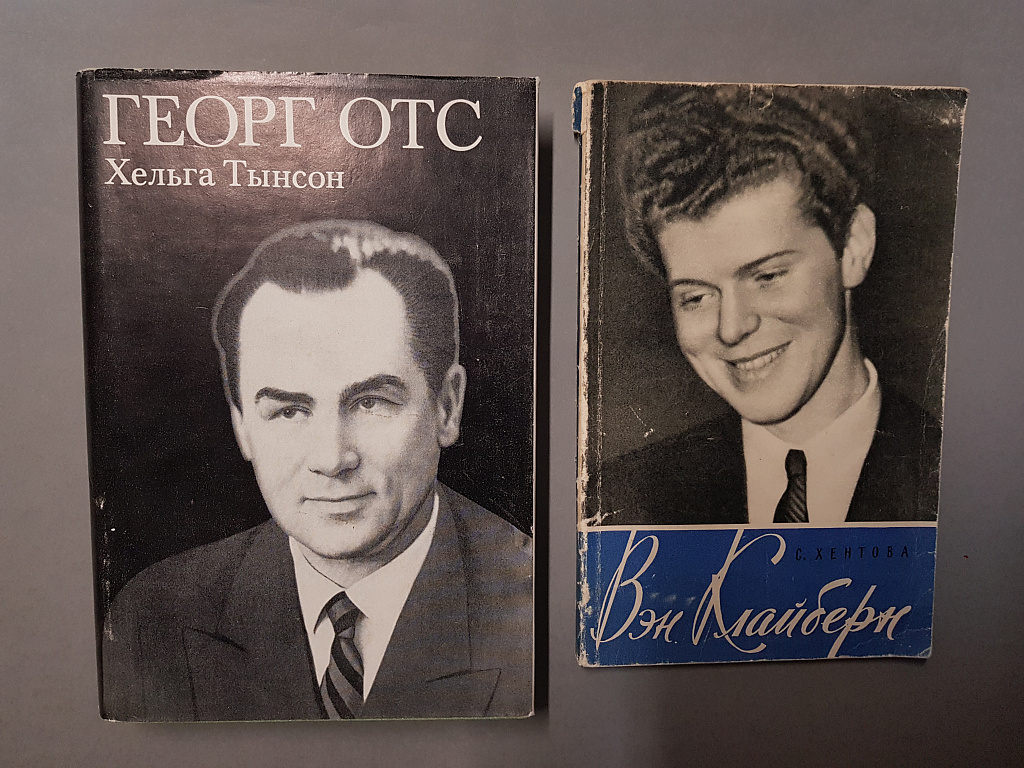 ГЕОРГ ОТС
Хельга Тынсон
С. ХЕНТОВА
Вэн Клайберн